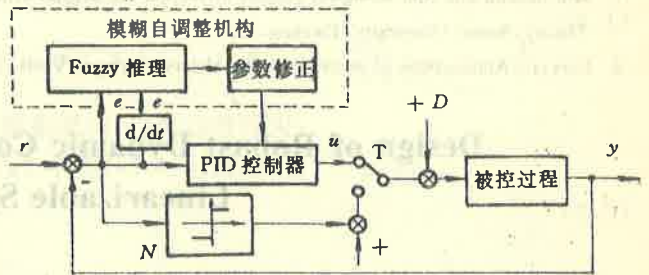 模糊自调整机构
Fuzzy 推理
参数修正
e
e
d/dt
+ D
r
-
PID 控制器
u
T
被控过程
y
N
+